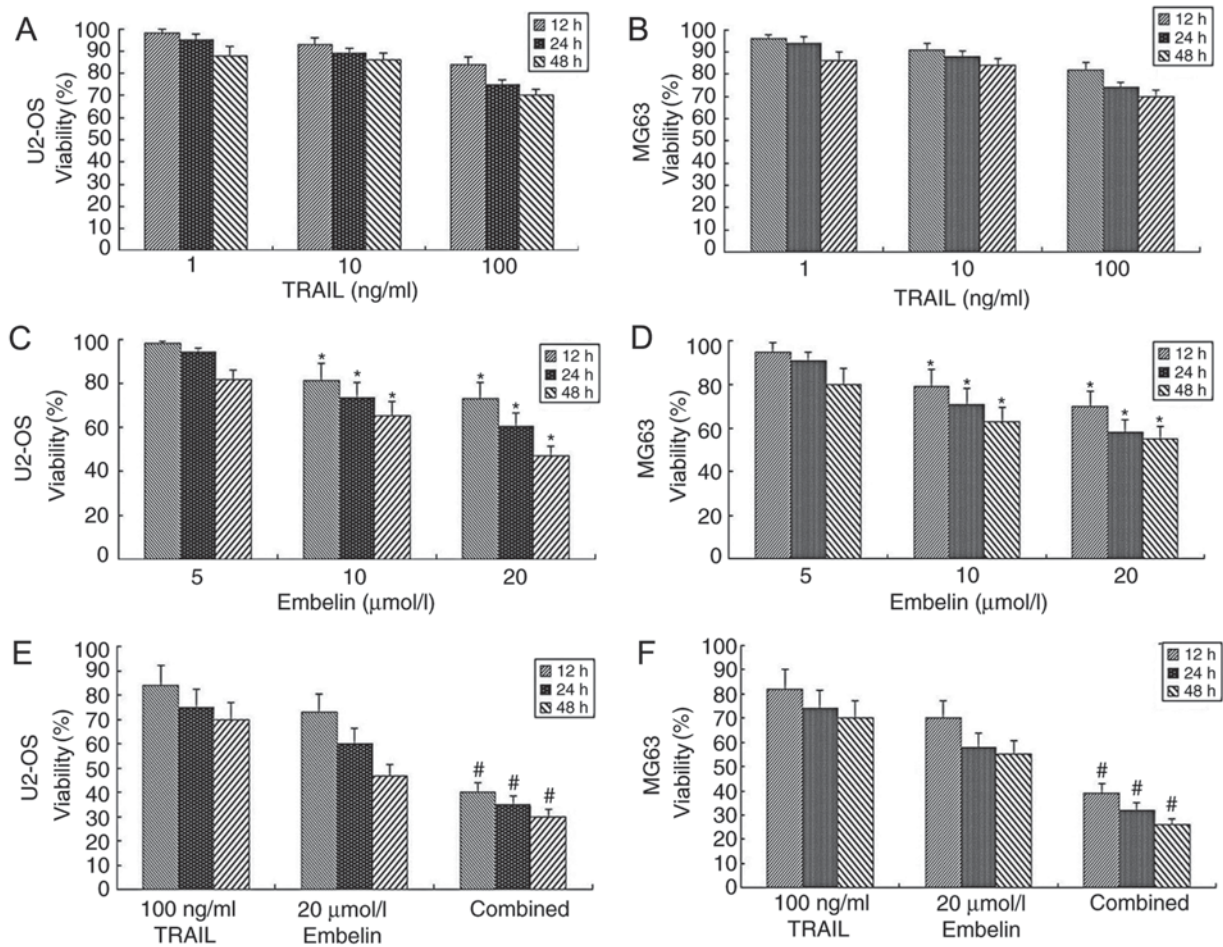 A
U2-OS
Viability (%)
100
90
80
70
60
50
40
30
20
10
0
12 h
24 h
48 h
1 10 100
TRAIL (ng/ml)
B
MG63
Viability (%)
100
90
80
70
60
50
40
30
20
10
0
12 h
24 h
48 h
1 10 100
TRAIL (ng/ml)
C
U2-OS
Viability (%)
100
80
60
40
20
0
12 h
24 h
48 h
* * * * * *
5 10 20
Embelin (μmol/l)
D
MG63
Viability (%)
100
80
60
40
20
0
12 h
24 h
48 h
* * * * * *
5 10 20
Embelin (μmol/l)
E
U2-OS
Viability (%)
100
90
80
70
60
50
40
30
20
10
0
12 h
24 h
48 h
# # #
100 ng/ml 20 μmol/l Combined
TRAIL Embelin
F
MG63
Viability (%)
100
90
80
70
60
50
40
30
20
10
0
12 h
24 h
48 h
# # #
100 ng/ml 20 μmol/l Combined
TRAIL Embelin